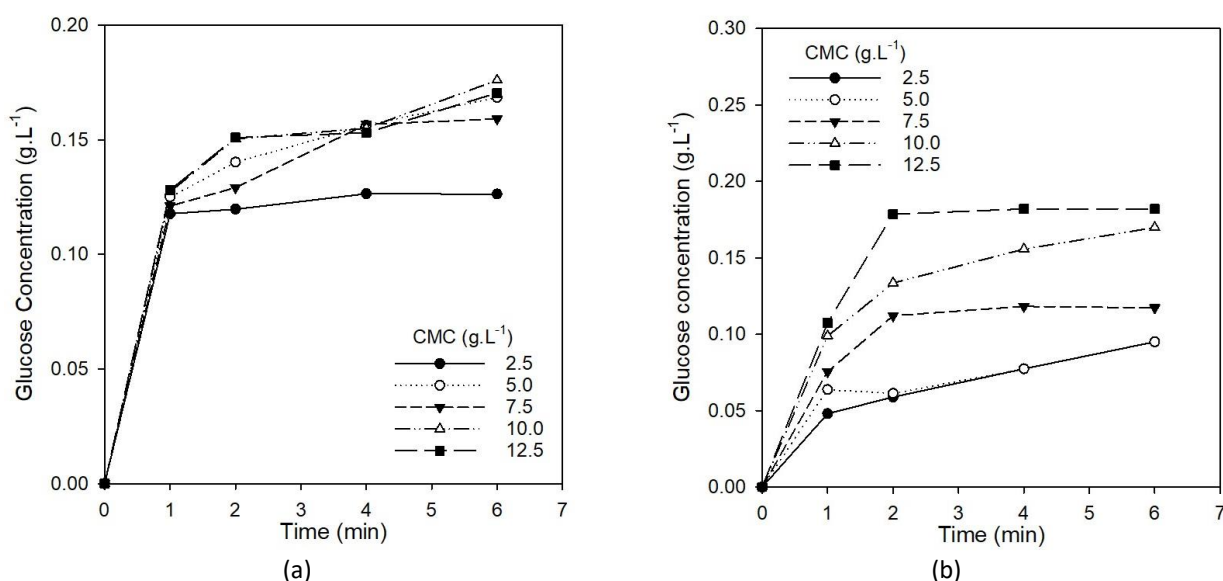 0.20
0.15
0.10
0.05
0.00
Glucose Concentration (g.L⁻¹)
CMC (g.L⁻¹)
2.5
5.0
7.5
10.0
12.5
0 1 2 3 4 5 6 7
Time (min)
(a)
0.30
0.25
0.20
0.15
0.10
0.05
0.00
Glucose concentration (g.L⁻¹)
CMC (g.L⁻¹)
2.5
5.0
7.5
10.0
12.5
0 1 2 3 4 5 6 7
Time (min)
(b)